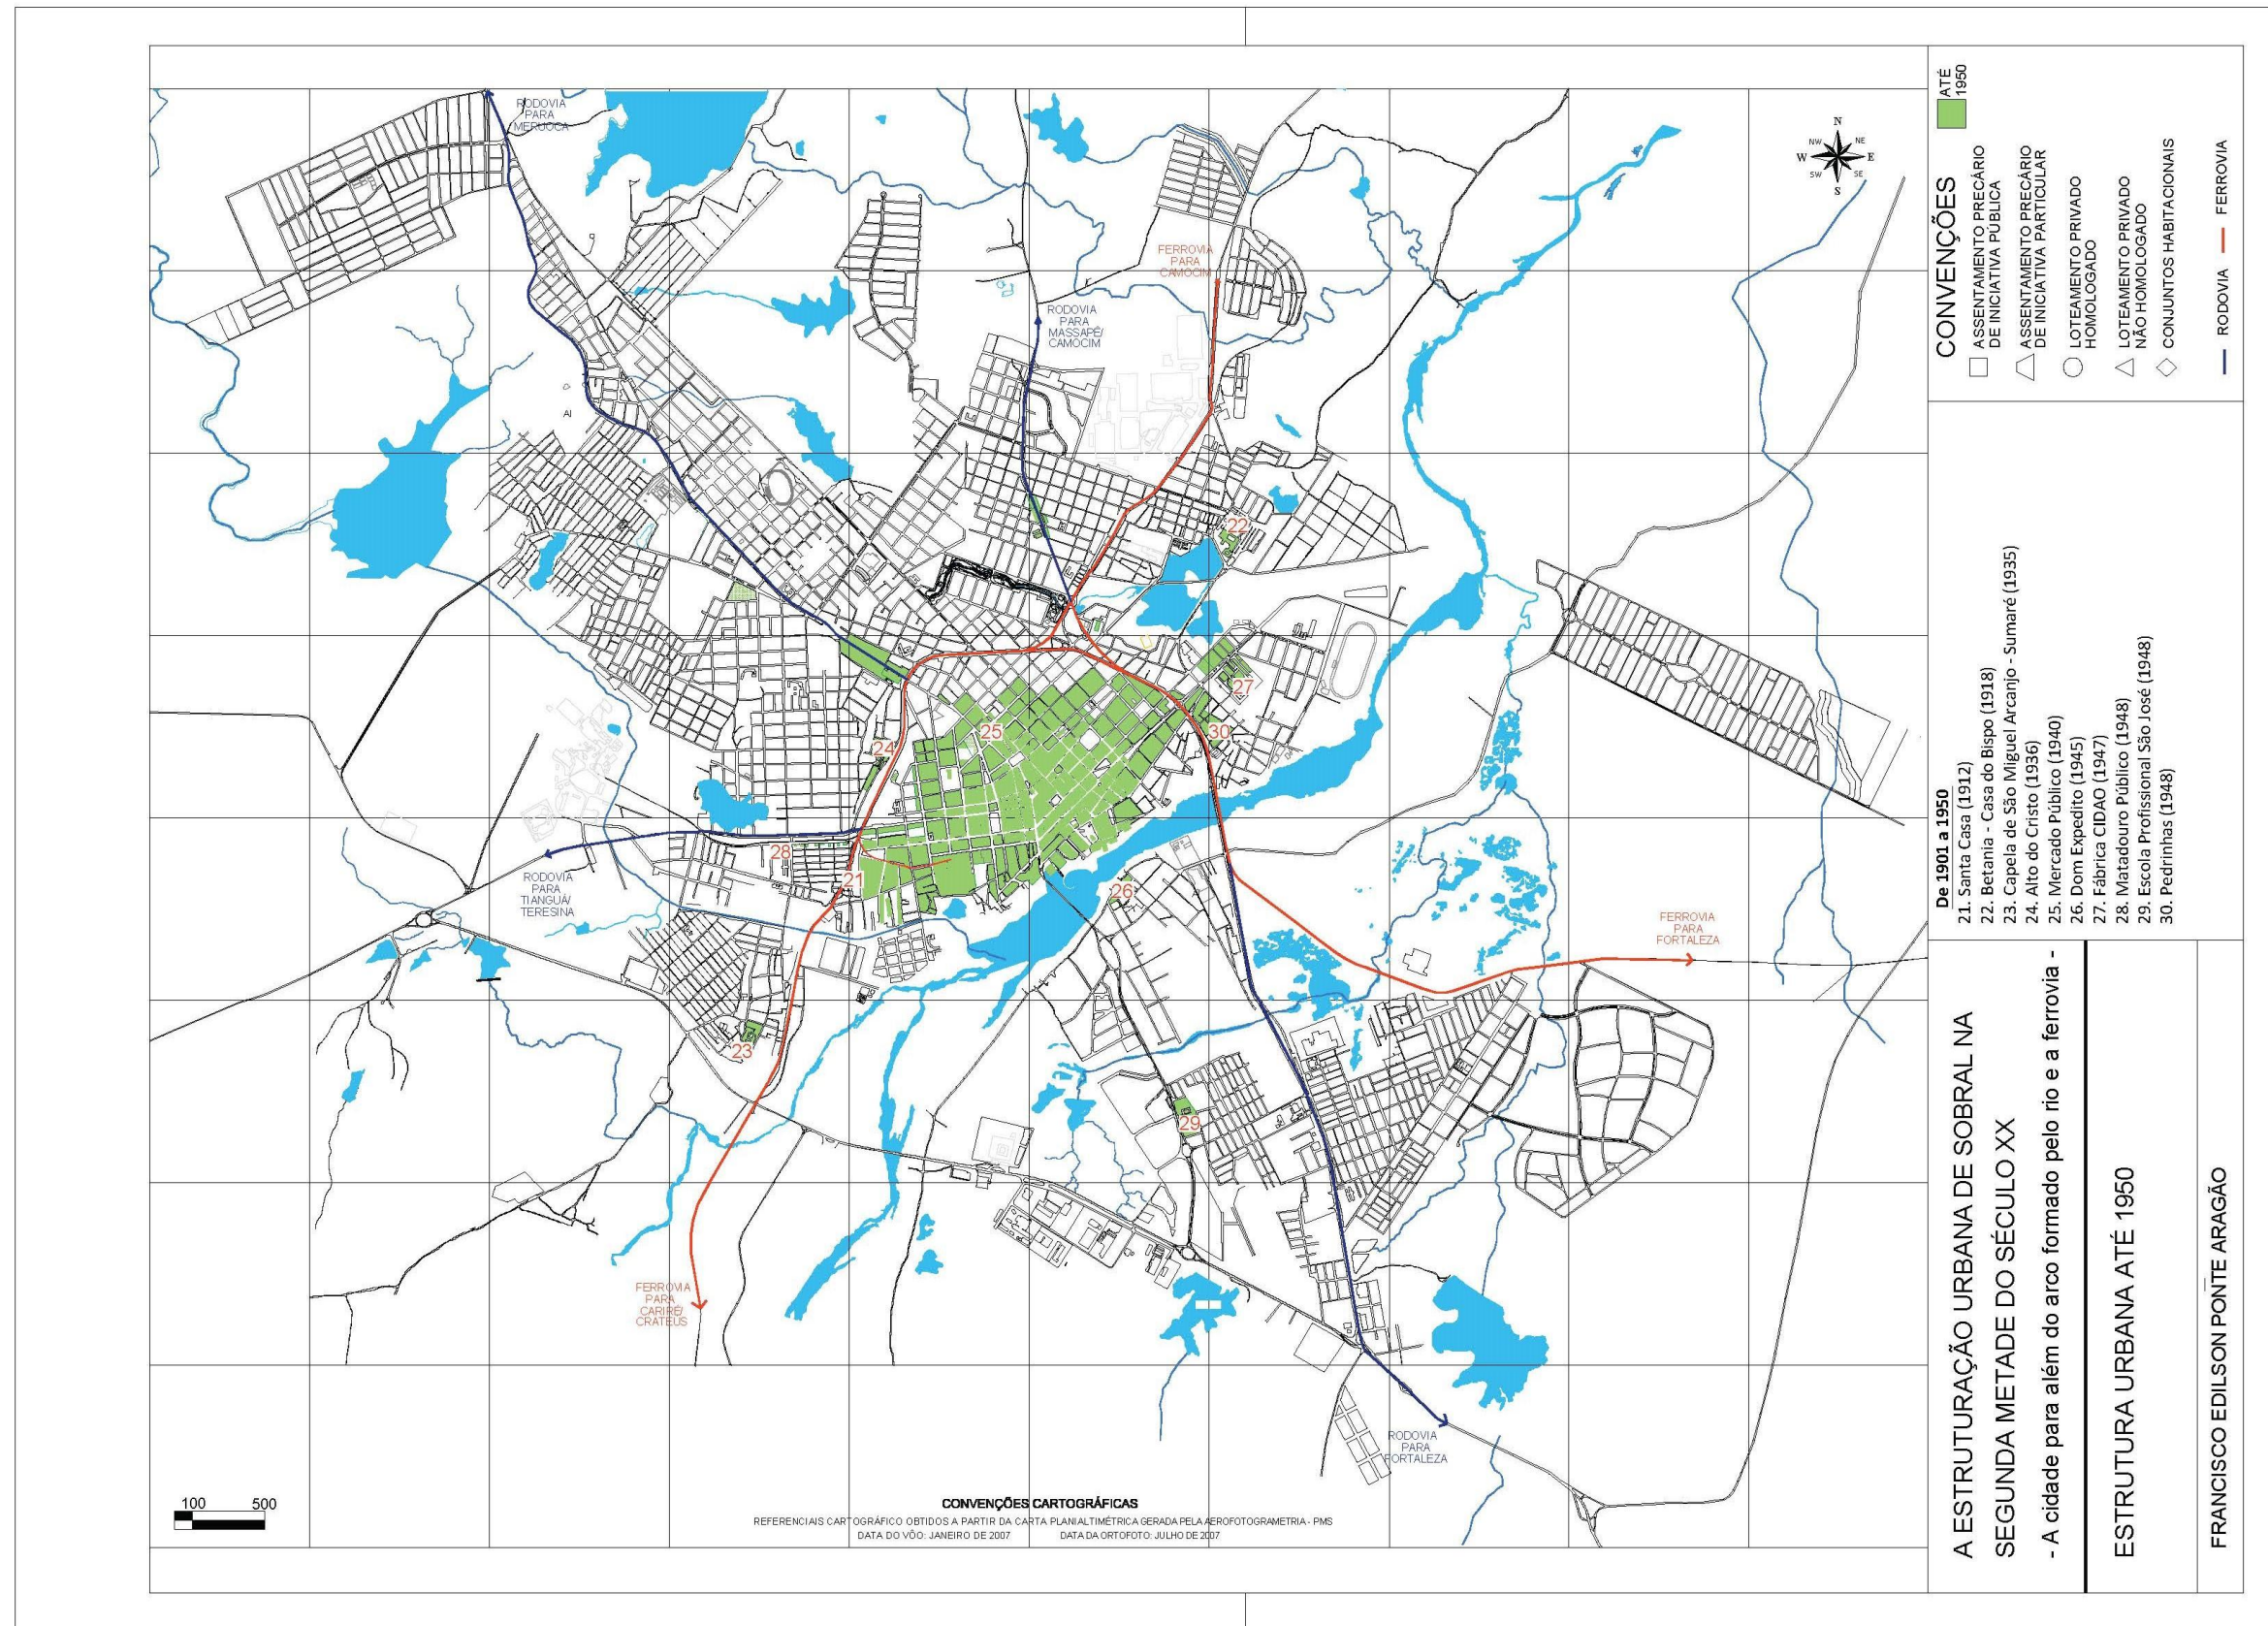 RODOVIA
PARA
MERUOCA
N
NW
NE
W
E
SW
SE
S
FERROVIA
PARA
CAMOCIM
RODOVIA
PARA
MASSAPÊ/
CAMOCIM
AI
22
27
25
30
24
28
21
26
RODOVIA
PARA
TIANGUÁ/
TERESINA
FERROVIA
PARA
FORTALEZA
23
29
FERROVIA
PARA
CARIRÉ/
CRATEÚS
RODOVIA
PARA
FORTALEZA
100 500
CONVENÇÕES CARTOGRÁFICAS
REFERENCIAIS CARTOGRÁFICO OBTIDOS A PARTIR DA CARTA PLANIALTIMÉTRICA GERADA PELA AEROFOTOGRAMETRIA - PMS
DATA DO VÔO: JANEIRO DE 2007 DATA DA ORTOFOTO: JULHO DE 2007
CONVENÇÕES
ATÉ
1950
ASSENTAMENTO PRECÁRIO
DE INICIATIVA PÚBLICA
ASSENTAMENTO PRECÁRIO
DE INICIATIVA PARTICULAR
LOTEAMENTO PRIVADO
HOMOLOGADO
LOTEAMENTO PRIVADO
NÃO HOMOLOGADO
CONJUNTOS HABITACIONAIS
RODOVIA
FERROVIA
De 1901 a 1950
21. Santa Casa (1912)
22. Betania - Casa do Bispo (1918)
23. Capela de São Miguel Arcanjo - Sumaré (1935)
24. Alto do Cristo (1936)
25. Mercado Público (1940)
26. Dom Expedito (1945)
27. Fábrica CIDAO (1947)
28. Matadouro Público (1948)
29. Escola Profissional São José (1948)
30. Pedrinhas (1948)
A ESTRUTURAÇÃO URBANA DE SOBRAL NA
SEGUNDA METADE DO SÉCULO XX
- A cidade para além do arco formado pelo rio e a ferrovia -
ESTRUTURA URBANA ATÉ 1950
FRANCISCO EDILSON PONTE ARAGÃO